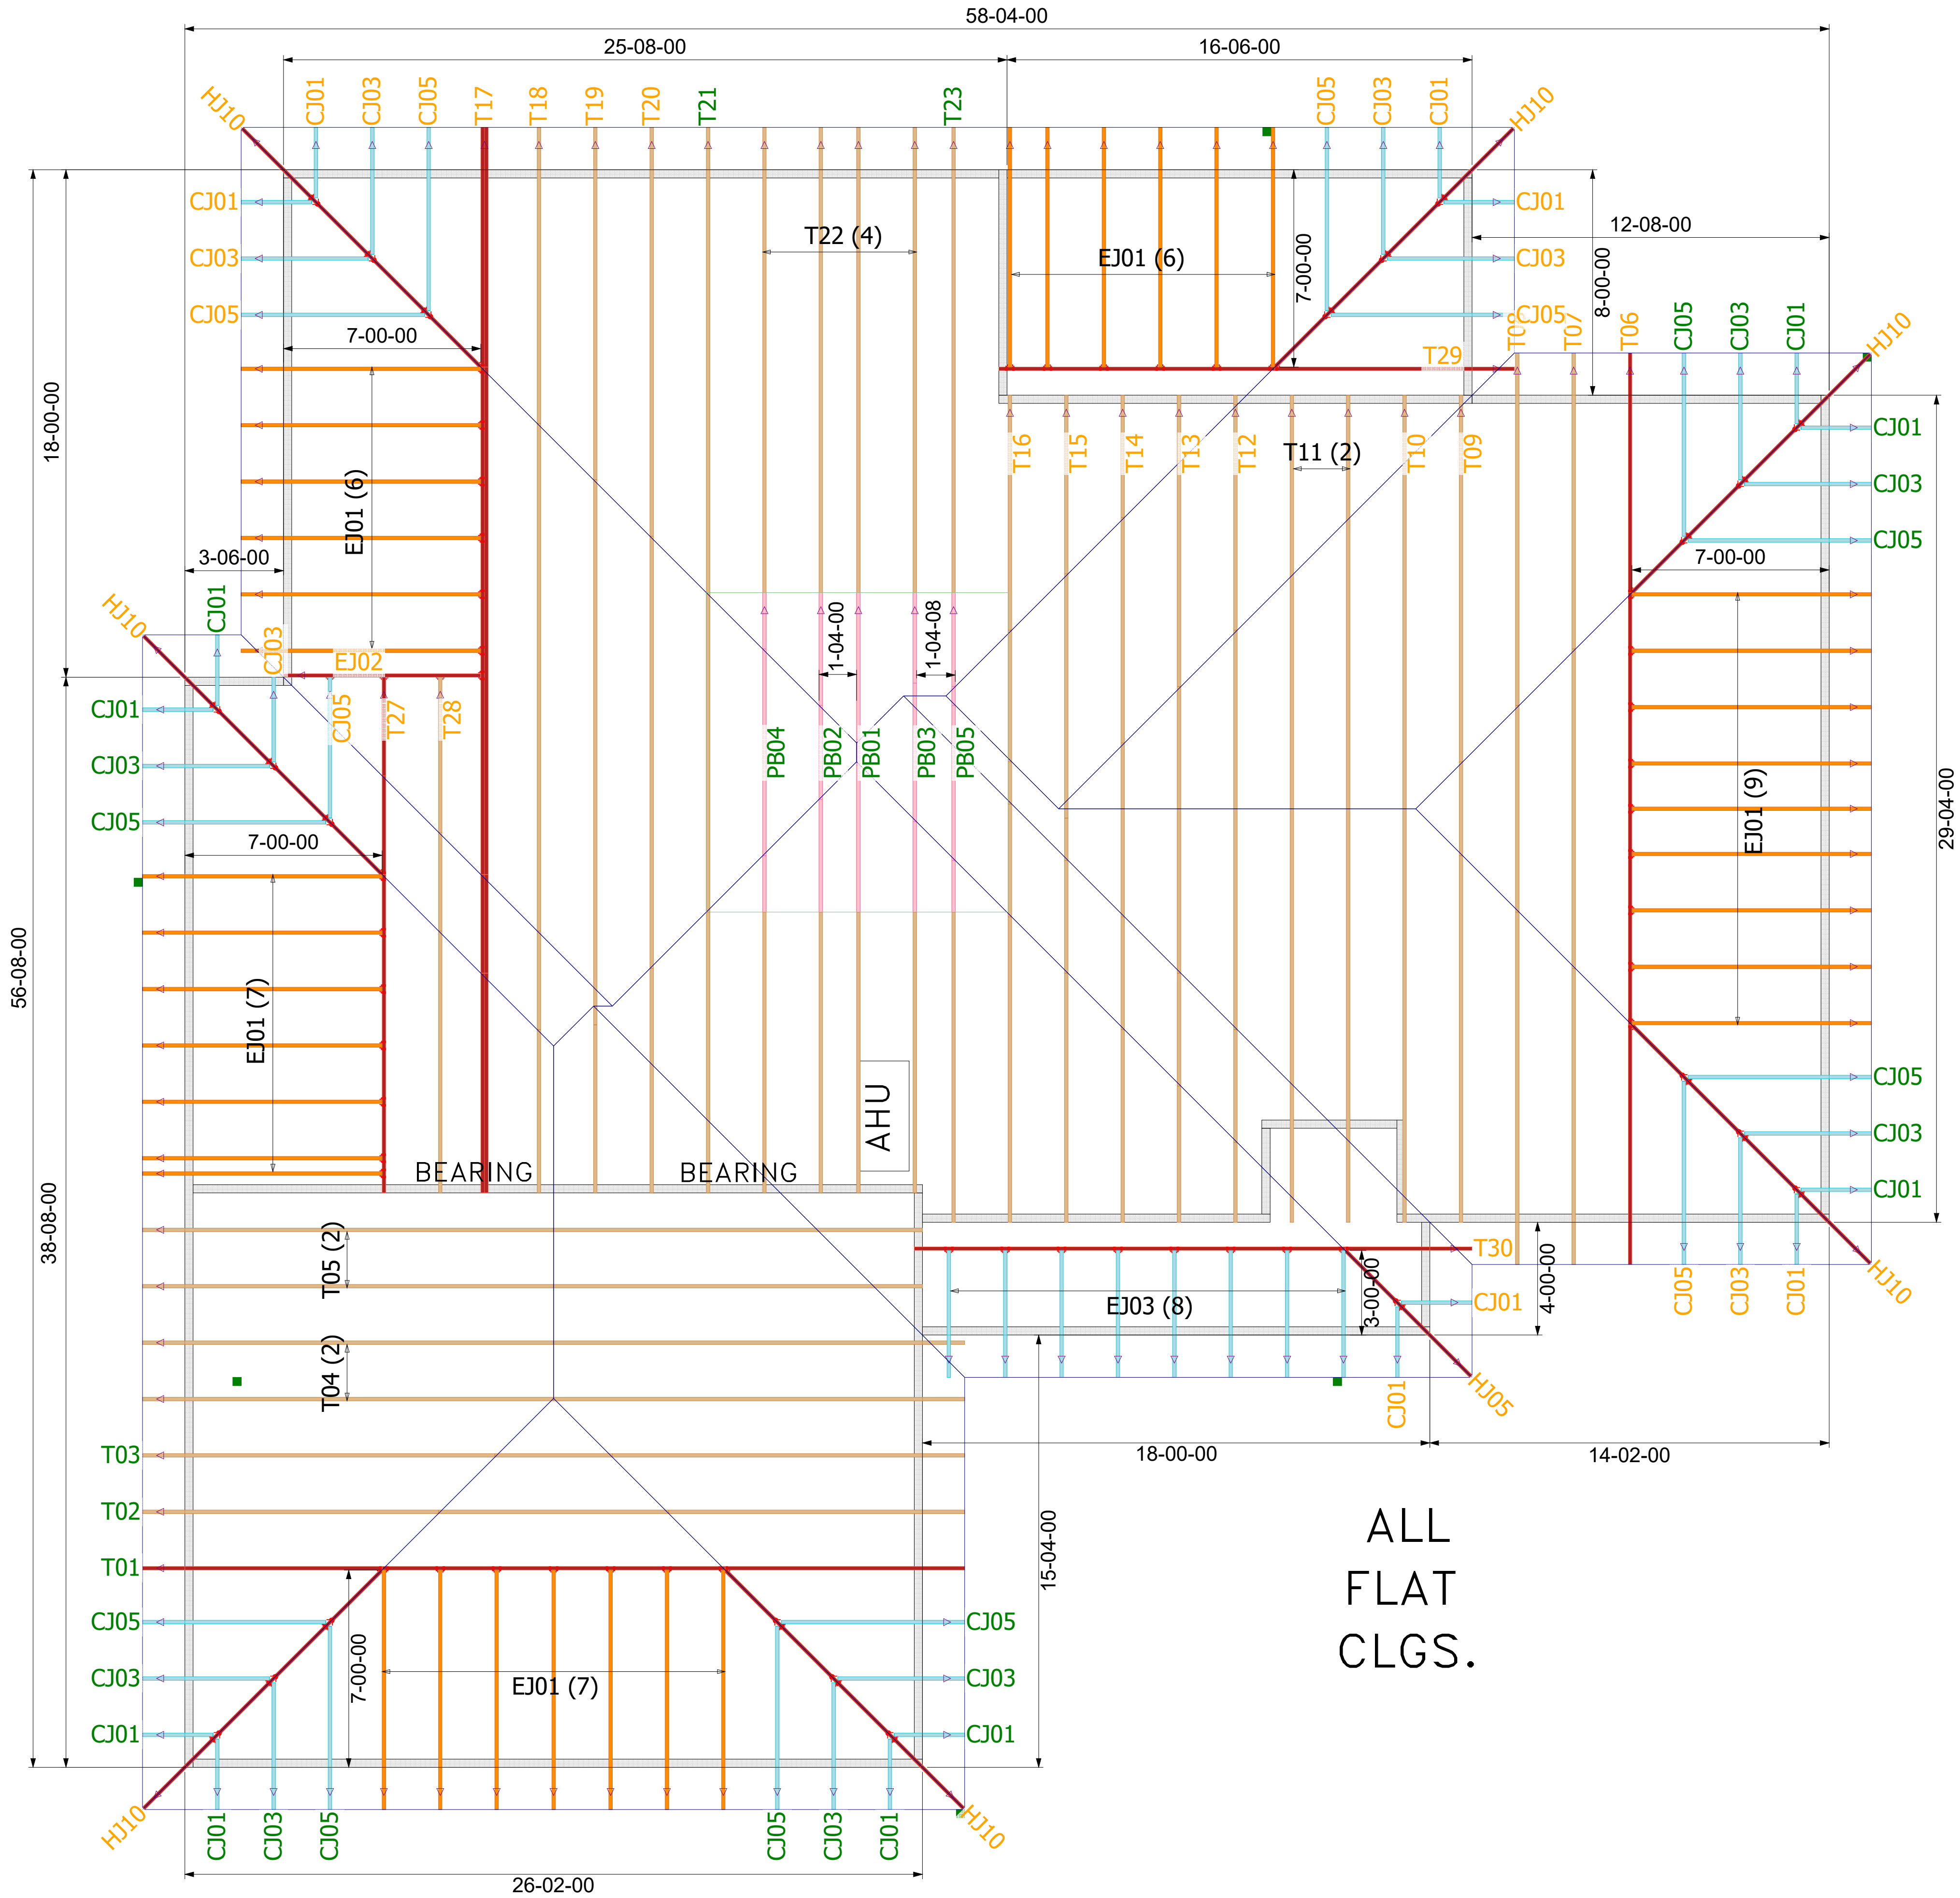 58-04-00
25-08-00
16-06-00
HJ10
CJ01
CJ03
CJ05
T17
T18
T19
T20
T21
T23
CJ05
CJ03
CJ01
HJ10
CJ01
CJ03
CJ05
CJ01
CJ03
CJ05
T22 (4)
EJ01 (6)
7-00-00
8-00-00
12-08-00
7-00-00
T29
T08
T07
T06
CJ05
CJ03
CJ01
HJ10
CJ01
CJ03
CJ05
18-00-00
EJ01 (6)
T16
T15
T14
T13
T12
T11 (2)
T10
T09
3-06-00
7-00-00
HJ10
CJ01
CJ03
EJ02
CJ05
T27
T28
CJ01
CJ03
CJ05
7-00-00
1-04-00
1-04-08
PB04
PB02
PB01
PB03
PB05
EJ01 (9)
29-04-00
56-08-00
EJ01 (7)
AHU
BEARING
BEARING
38-08-00
CJ05
CJ03
CJ01
T05 (2)
T04 (2)
T30
EJ03 (8)
3-00-00
CJ01
4-00-00
CJ05
CJ03
CJ01
HJ10
CJ01
HJ05
18-00-00
14-02-00
T03
T02
T01
15-04-00
ALL
FLAT
CLGS.
CJ05
CJ03
CJ01
7-00-00
EJ01 (7)
CJ05
CJ03
CJ01
HJ10
CJ01
CJ03
CJ05
CJ05
CJ03
CJ01
HJ10
26-02-00